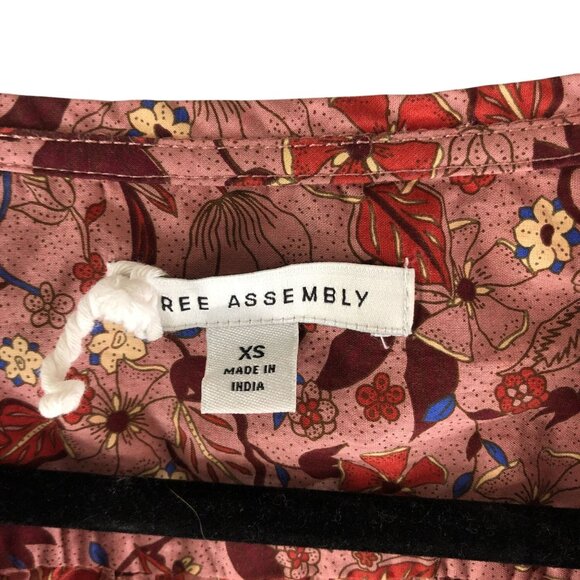 REE ASSEMBLY
XS
MADE IN
INDIA